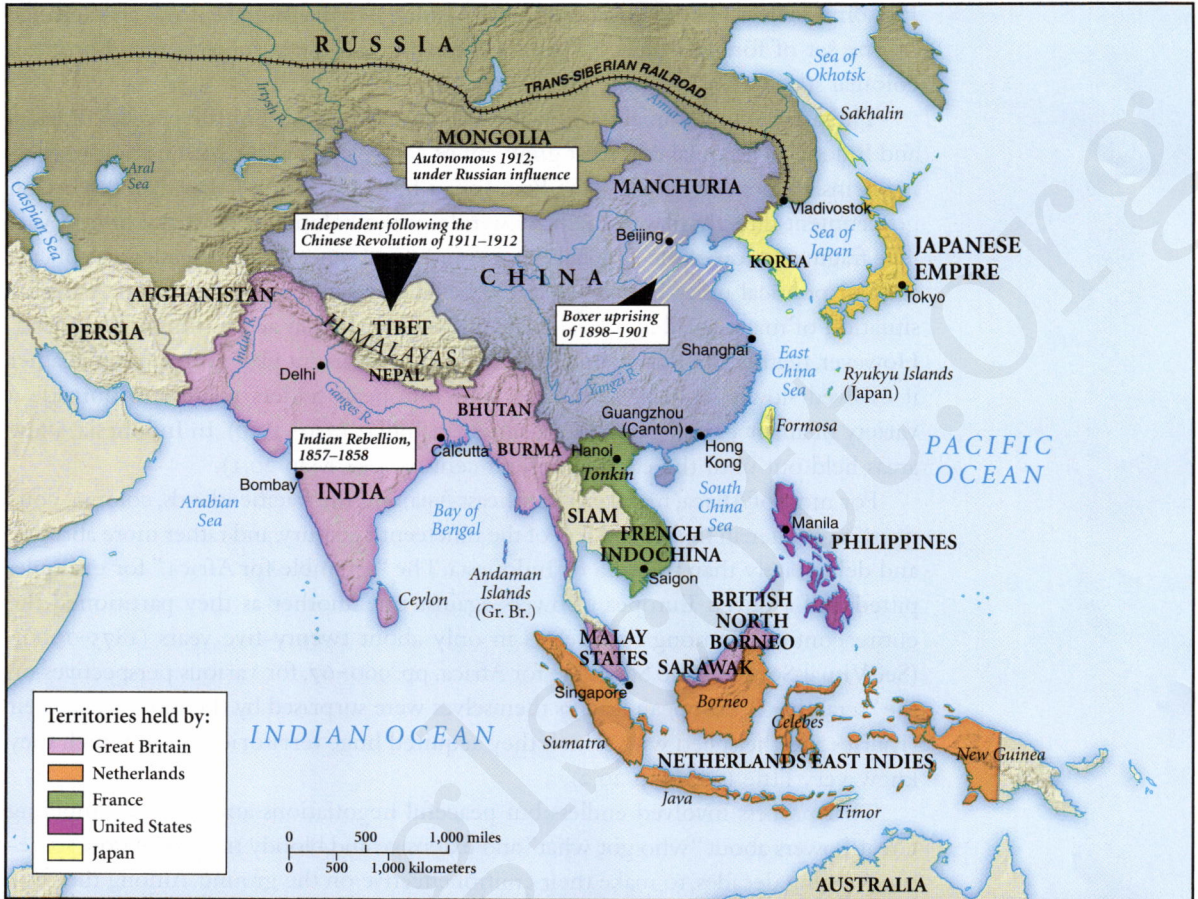 RUSSIA
TRANS-SIBERIAN RAILROAD
Sea of
Okhotsk
Sakhalin
Irtysh R.
Amur R.
MONGOLIA
Autonomous 1912;
under Russian influence
MANCHURIA
Aral
Sea
Caspian Sea
Vladivostok
Independent following the
Chinese Revolution of 1911–1912
Beijing
Sea of
Japan
KOREA
JAPANESE
EMPIRE
Tokyo
CHINA
AFGHANISTAN
PERSIA
TIBET
HIMALAYAS
NEPAL
Indus R.
Boxer uprising
of 1898–1901
Shanghai
East
China
Sea
Delhi
Ganges R.
Yangzi R.
Ryukyu Islands
(Japan)
BHUTAN
Guangzhou
(Canton)
Formosa
Indian Rebellion,
1857–1858
Calcutta
BURMA
Hanoi
Hong
Kong
Tonkin
PACIFIC
OCEAN
Bombay
INDIA
Arabian
Sea
Bay of
Bengal
SIAM
South
China
Sea
Manila
PHILIPPINES
FRENCH
INDOCHINA
Saigon
Andaman
Islands
(Gr. Br.)
Ceylon
BRITISH
NORTH
BORNEO
MALAY
STATES
SARAWAK
Singapore
Borneo
Celebes
INDIAN OCEAN
Sumatra
NETHERLANDS EAST INDIES
New Guinea
Java
Timor
AUSTRALIA
Territories held by:
Great Britain
Netherlands
France
United States
Japan
0 500 1,000 miles
0 500 1,000 kilometers